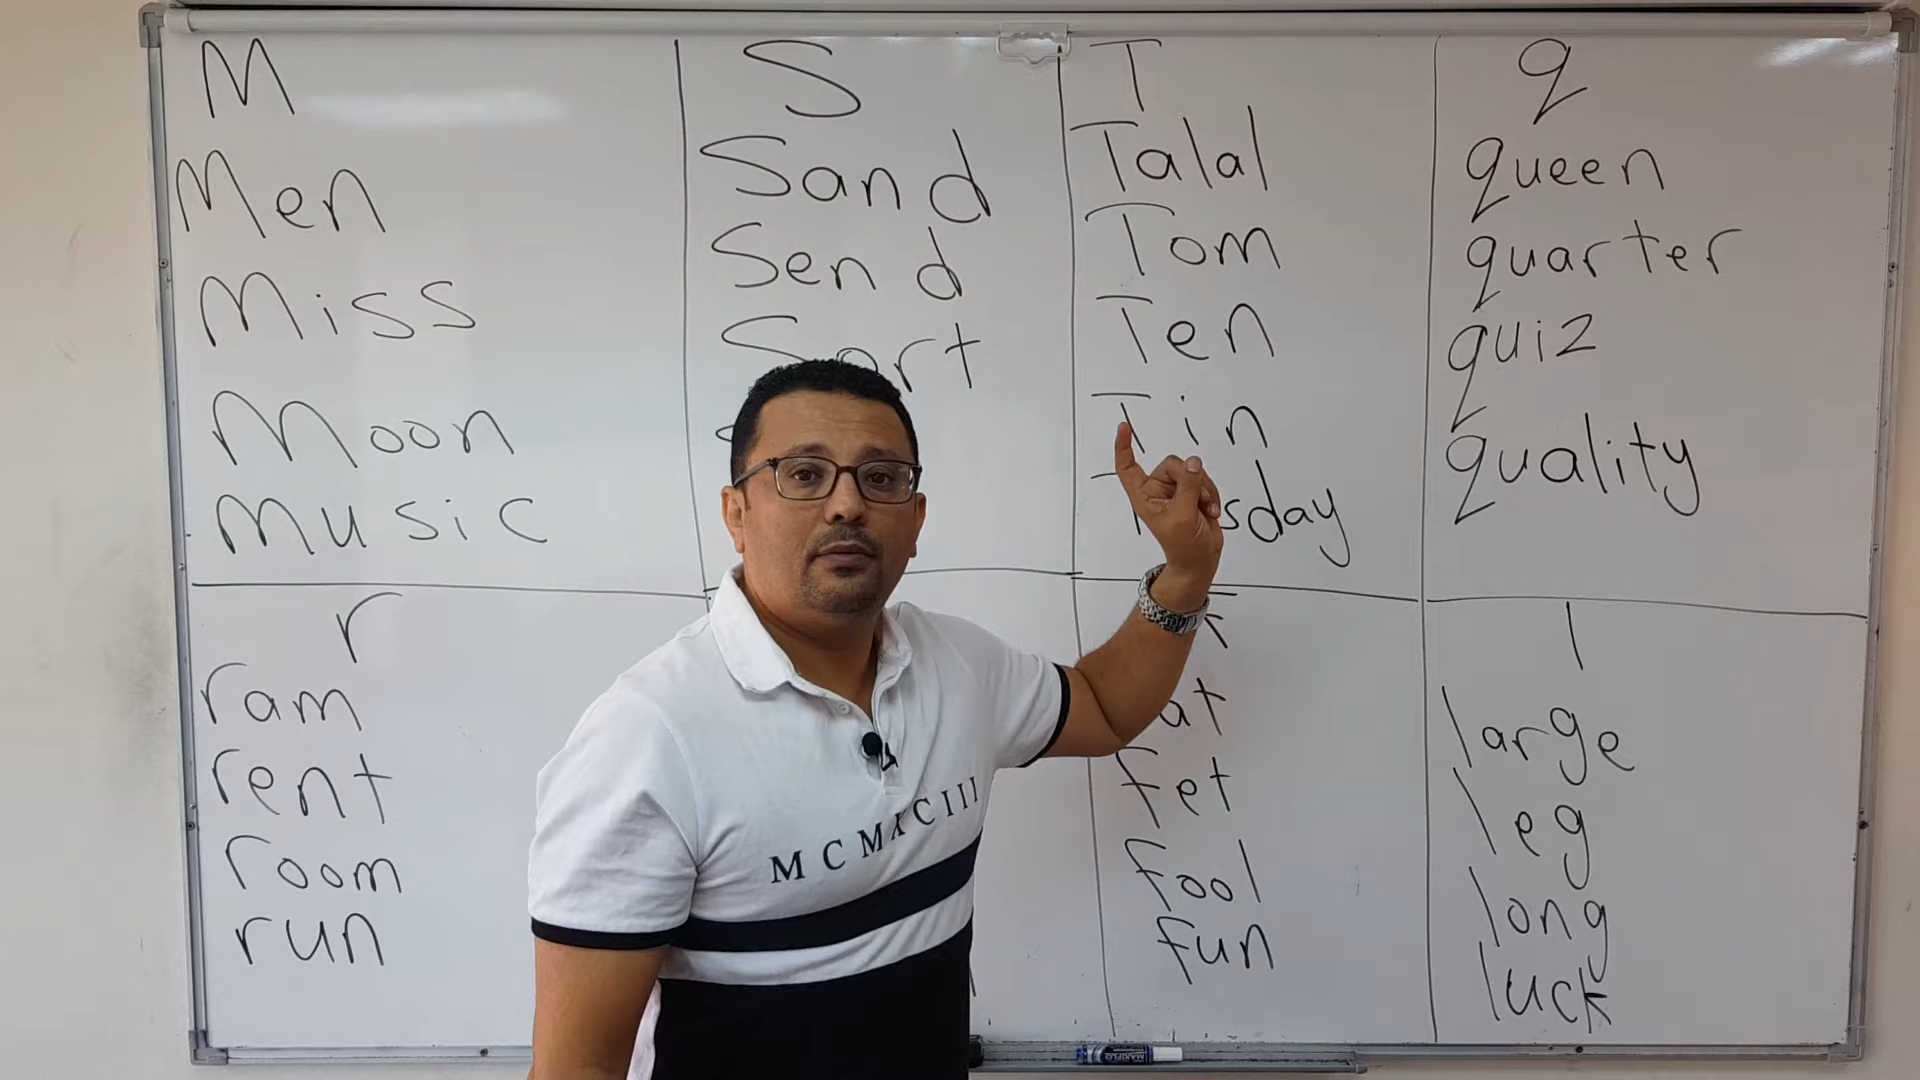 M
Men
Miss
Moon
Music
S
Sand
Send
T
Talal
Tom
Ten
Tin
q
queen
quarter
quiz
quality
r
ram
rent
room
run
fet
fool
fun
l
large
leg
long
luck
MCMXCIII